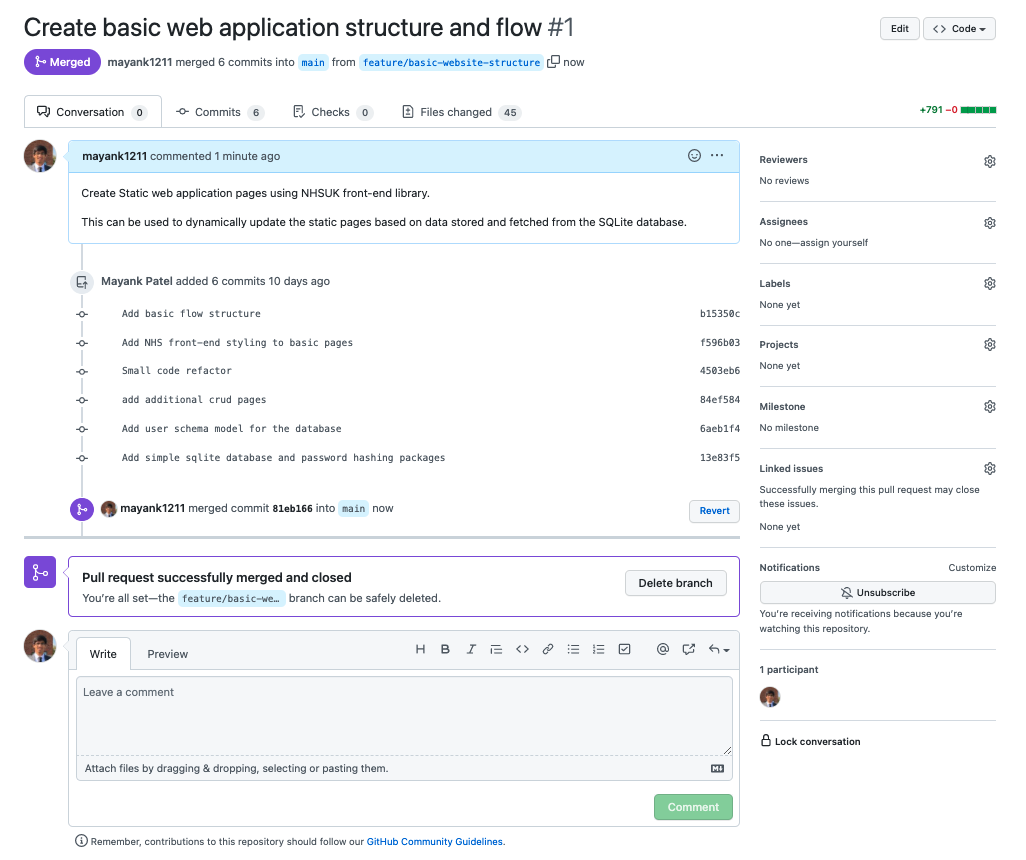 Create basic web application structure and flow #1
Edit
<> Code
Merged
mayank1211 merged 6 commits into main from feature/basic-website-structure now
Conversation 0
Commits 6
Checks 0
Files changed 45
+791 −0
mayank1211 commented 1 minute ago
Create Static web application pages using NHSUK front-end library.
This can be used to dynamically update the static pages based on data stored and fetched from the SQLite database.
Mayank Patel added 6 commits 10 days ago
Add basic flow structure b15350c
Add NHS front-end styling to basic pages f596b03
Small code refactor 4503eb6
add additional crud pages 84ef584
Add user schema model for the database 6aeb1f4
Add simple sqlite database and password hashing packages 13e83f5
mayank1211 merged commit 81eb166 into main now
Revert
Pull request successfully merged and closed
You're all set—the feature/basic-we… branch can be safely deleted.
Delete branch
Write
Preview
H B I
Leave a comment
Attach files by dragging & dropping, selecting or pasting them.
Comment
Remember, contributions to this repository should follow our GitHub Community Guidelines.
Reviewers
No reviews
Assignees
No one—assign yourself
Labels
None yet
Projects
None yet
Milestone
No milestone
Linked issues
Successfully merging this pull request may close
these issues.
None yet
Notifications
Customize
Unsubscribe
You're receiving notifications because you're
watching this repository.
1 participant
Lock conversation